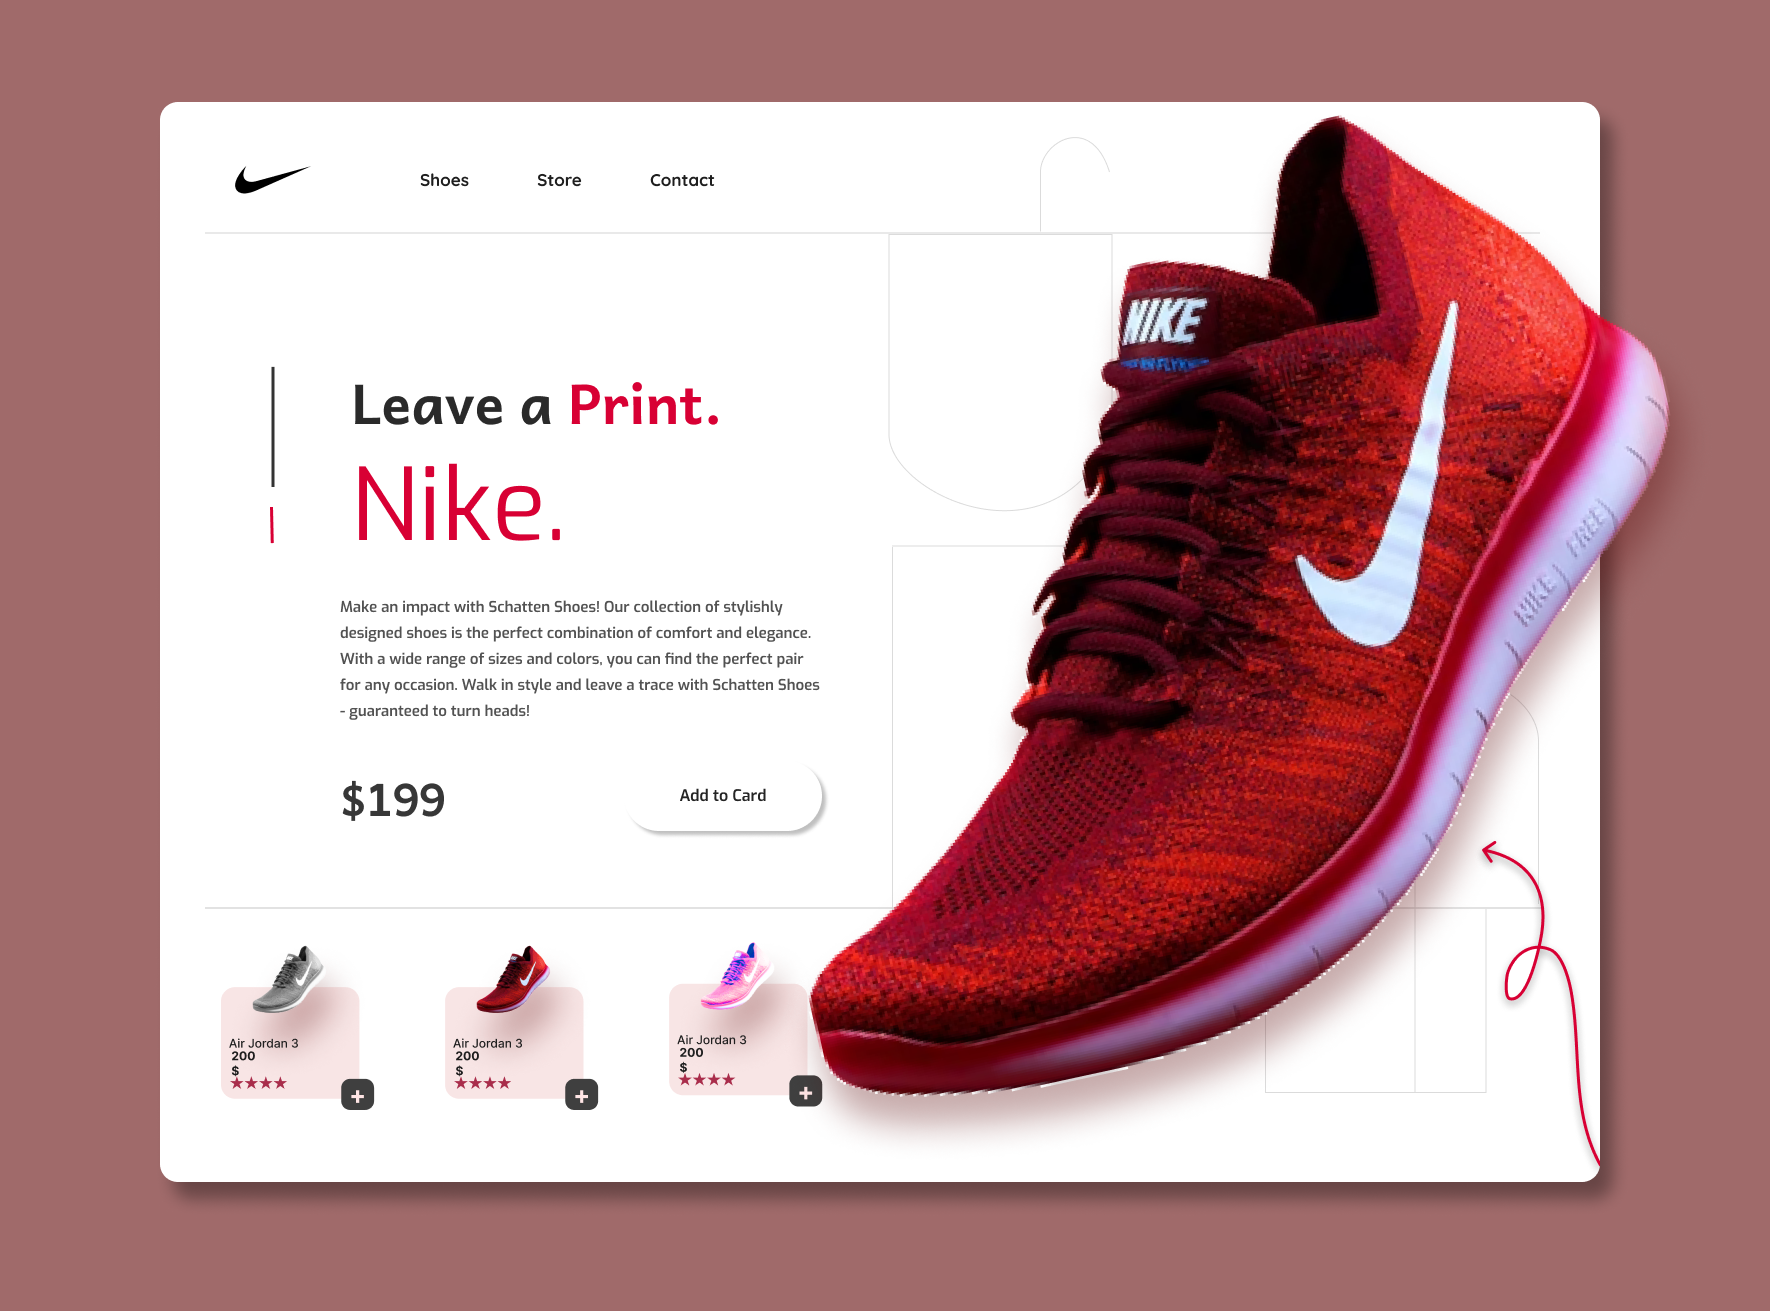 Shoes Store Contact
NIKE
Leave a Print.
Nike.
NIKE FREE
Make an impact with Schatten Shoes! Our collection of stylishly
designed shoes is the perfect combination of comfort and elegance.
With a wide range of sizes and colors, you can find the perfect pair
for any occasion. Walk in style and leave a trace with Schatten Shoes
- guaranteed to turn heads!
$199
Add to Card
Air Jordan 3
200
$
+
Air Jordan 3
200
$
+
Air Jordan 3
200
$
+